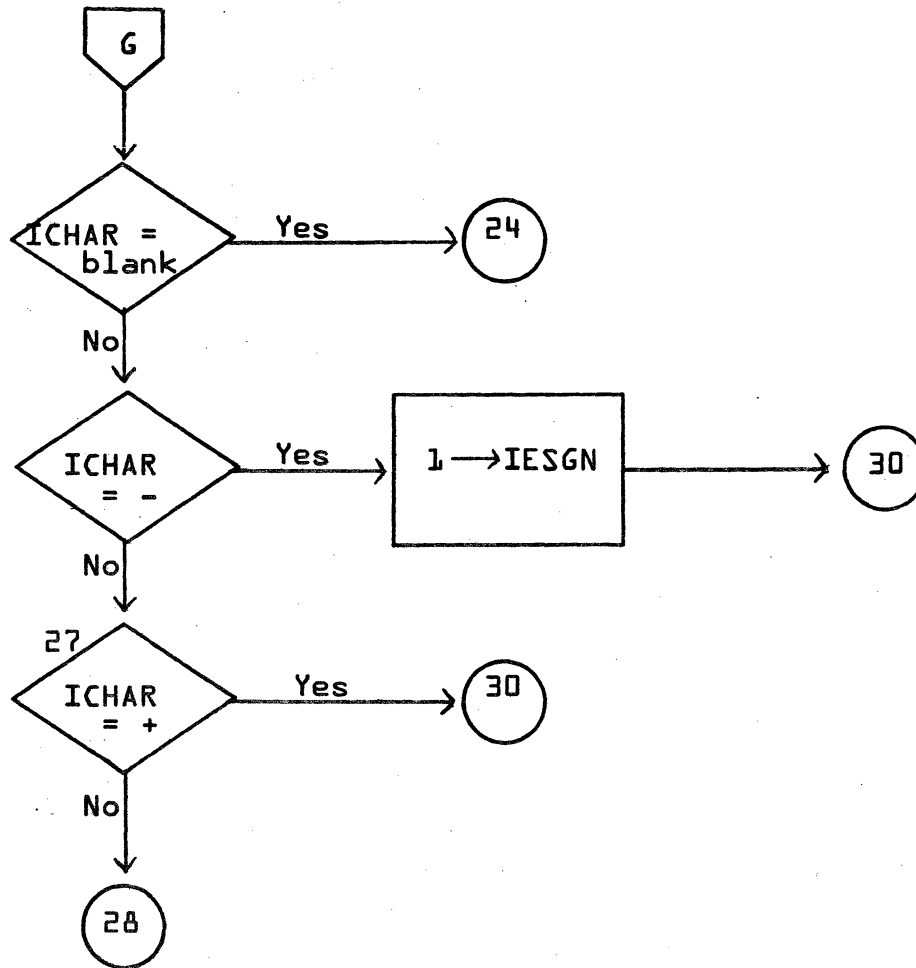 G
ICHAR =
blank
Yes
24
No
ICHAR
= -
Yes
1 →IESGN
30
No
27
ICHAR
= +
Yes
30
No
28